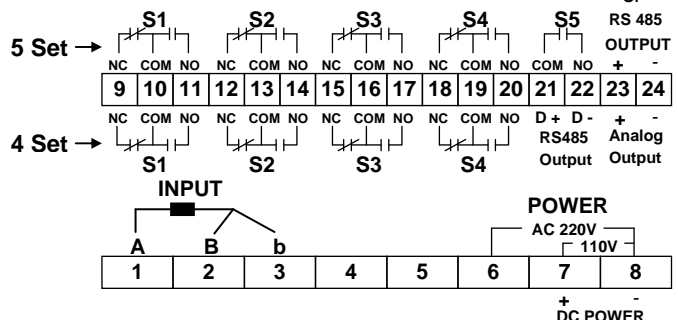 S1 S2 S3 S4 S5 RS 485
5 Set → OUTPUT
NC COM NO NC COM NO NC COM NO NC COM NO COM NO + -
9 10 11 12 13 14 15 16 17 18 19 20 21 22 23 24
NC COM NO NC COM NO NC COM NO NC COM NO D + D - + -
4 Set → RS485 Analog
S1 S2 S3 S4 Output Output
INPUT
POWER
AC 220V
A B b 110V
1 2 3 4 5 6 7 8
+ -
DC POWER